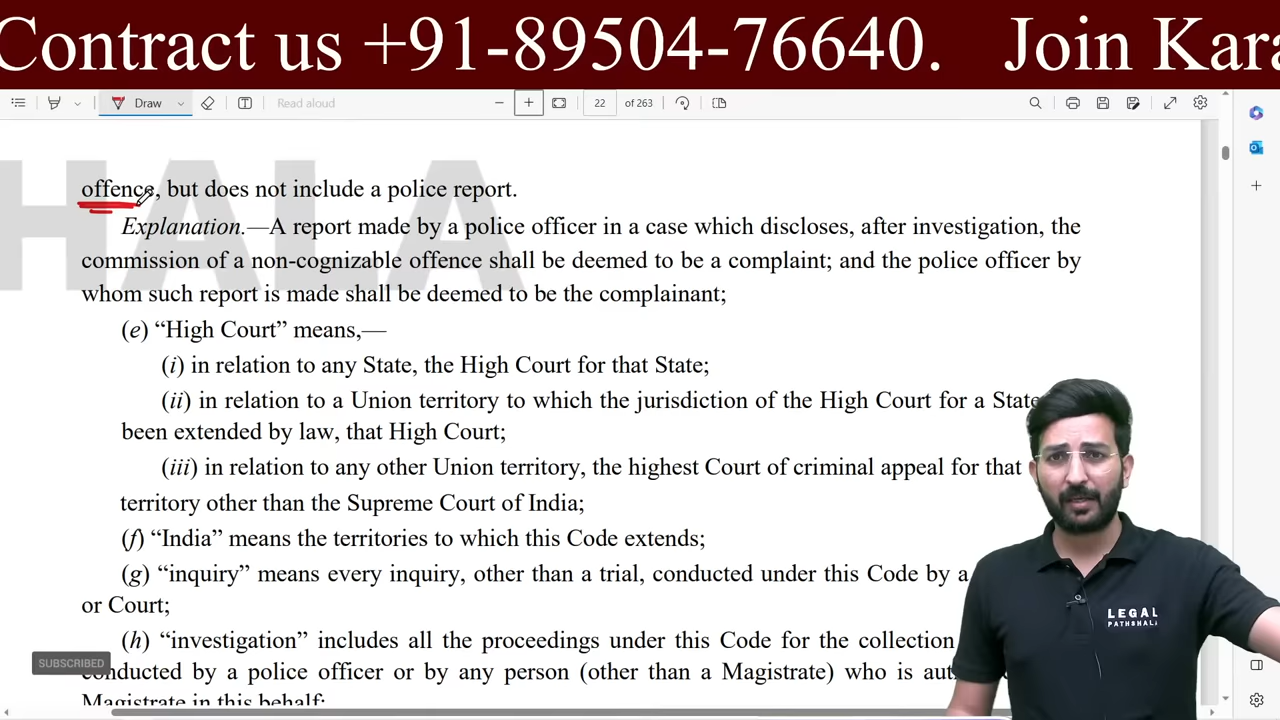 Contract us +91-89504-76640. Join Kara
Draw
Read aloud
22 of 263
HALA
offence, but does not include a police report.
Explanation.—A report made by a police officer in a case which discloses, after investigation, the
commission of a non-cognizable offence shall be deemed to be a complaint; and the police officer by
whom such report is made shall be deemed to be the complainant;
(e) “High Court” means,—
(i) in relation to any State, the High Court for that State;
(ii) in relation to a Union territory to which the jurisdiction of the High Court for a State
been extended by law, that High Court;
(iii) in relation to any other Union territory, the highest Court of criminal appeal for that
territory other than the Supreme Court of India;
(f) “India” means the territories to which this Code extends;
(g) “inquiry” means every inquiry, other than a trial, conducted under this Code by a
or Court;
(h) “investigation” includes all the proceedings under this Code for the collection
conducted by a police officer or by any person (other than a Magistrate) who is
Magistrate in this behalf;
SUBSCRIBED
LEGAL
PATHSHALA